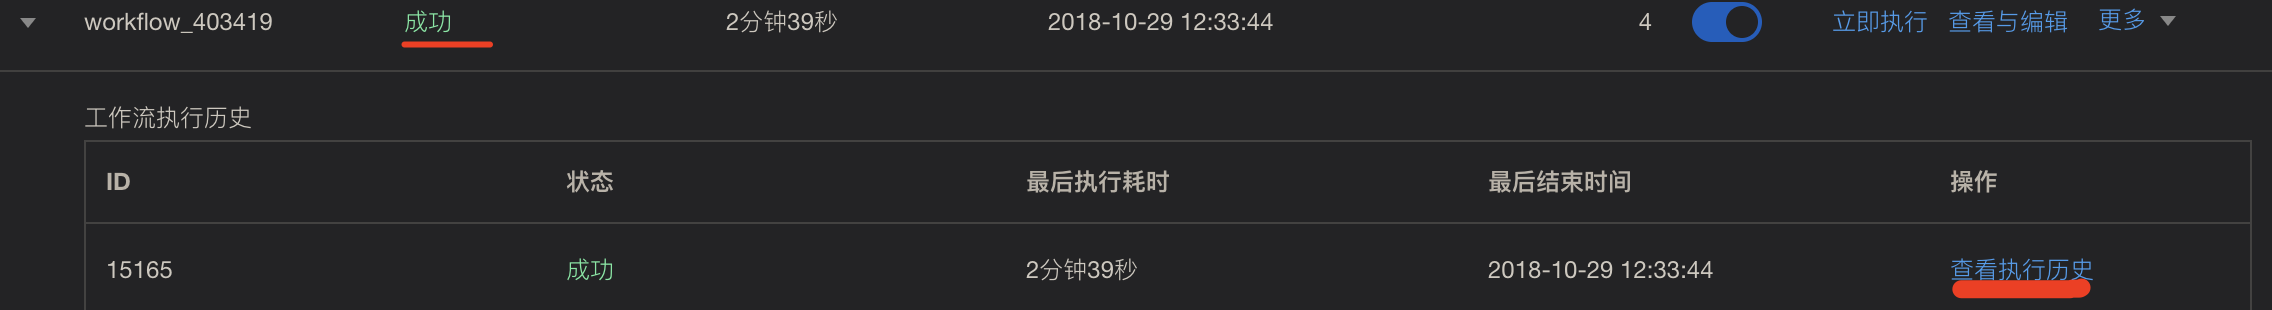 workflow_403419 成功 2分钟39秒 2018-10-29 12:33:44 4 立即执行 查看与编辑 更多
工作流执行历史
ID 状态 最后执行耗时 最后结束时间 操作
15165 成功 2分钟39秒 2018-10-29 12:33:44 查看执行历史